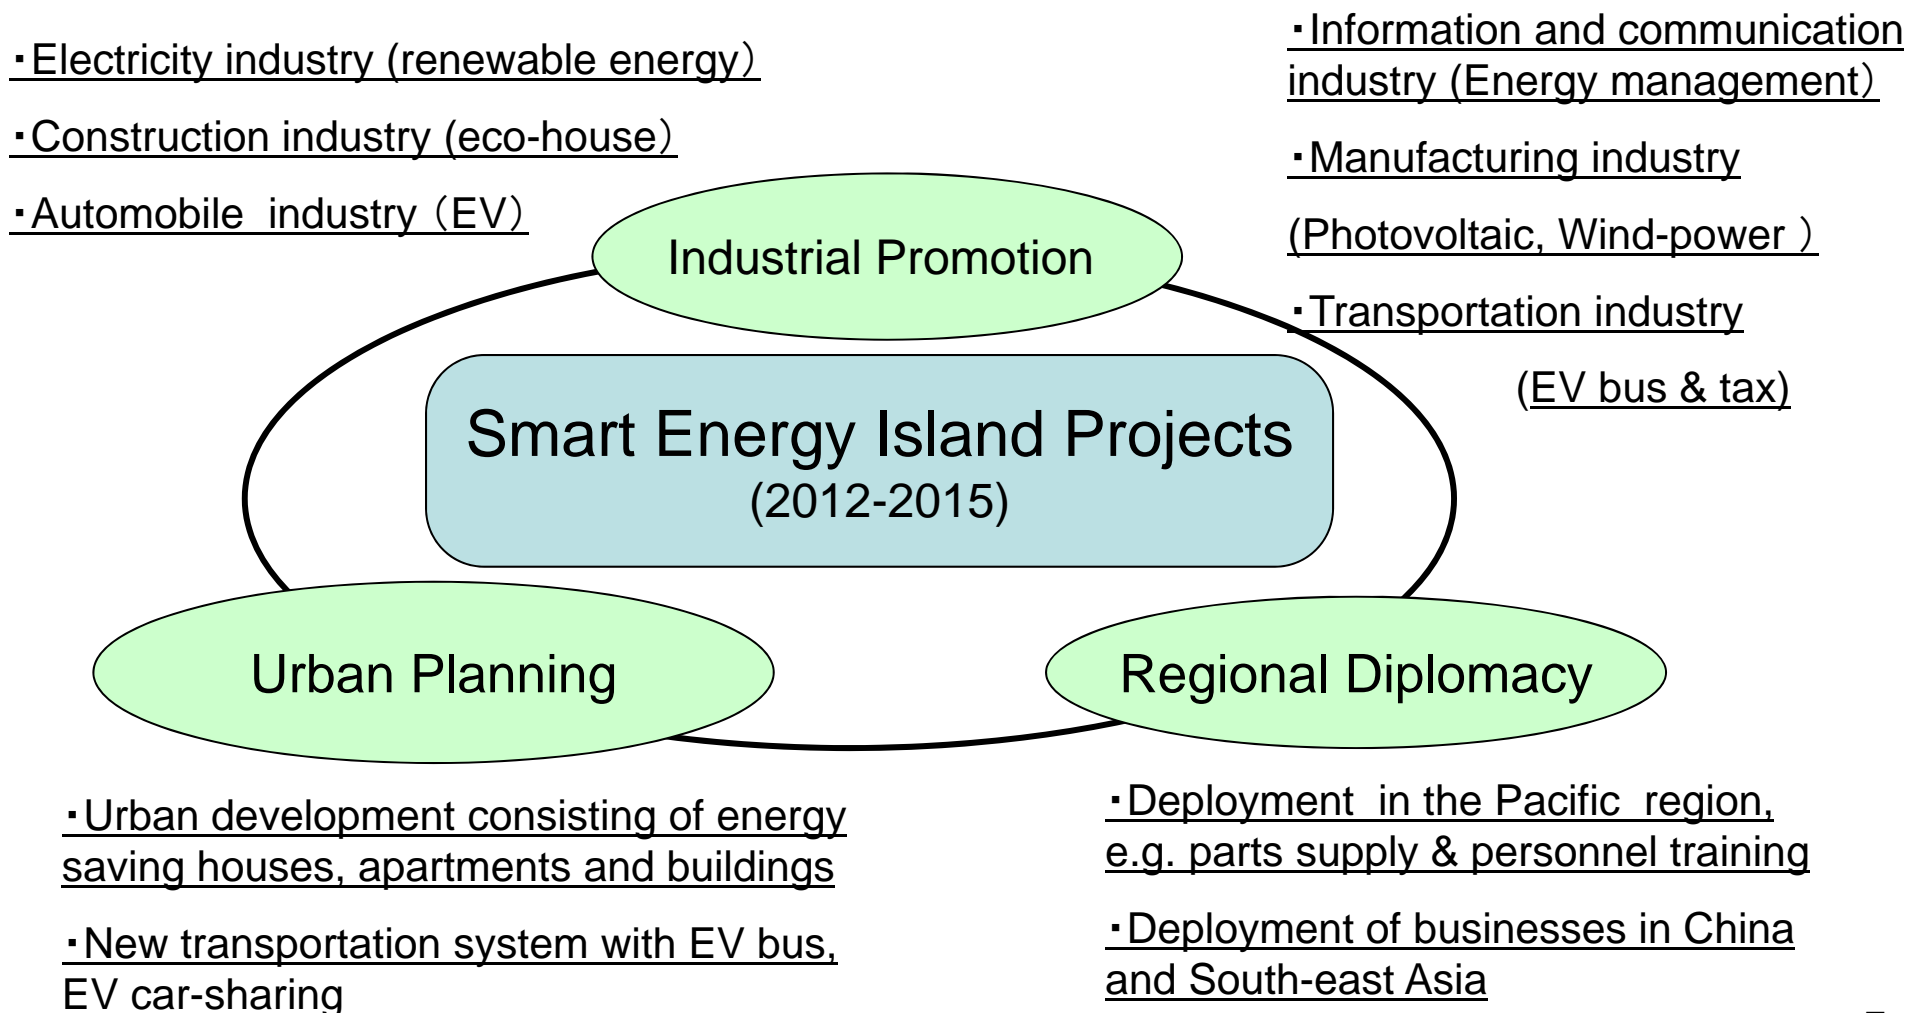 ・Electricity industry (renewable energy）
・Construction industry (eco-house）
・Automobile industry（EV）
・Information and communication
industry (Energy management）
・Manufacturing industry
(Photovoltaic, Wind-power ）
・Transportation industry
(EV bus & tax)
Industrial Promotion
Smart Energy Island Projects
(2012-2015)
Urban Planning
Regional Diplomacy
・Urban development consisting of energy
saving houses, apartments and buildings
・New transportation system with EV bus,
EV car-sharing
・Deployment in the Pacific region,
e.g. parts supply & personnel training
・Deployment of businesses in China
and South-east Asia